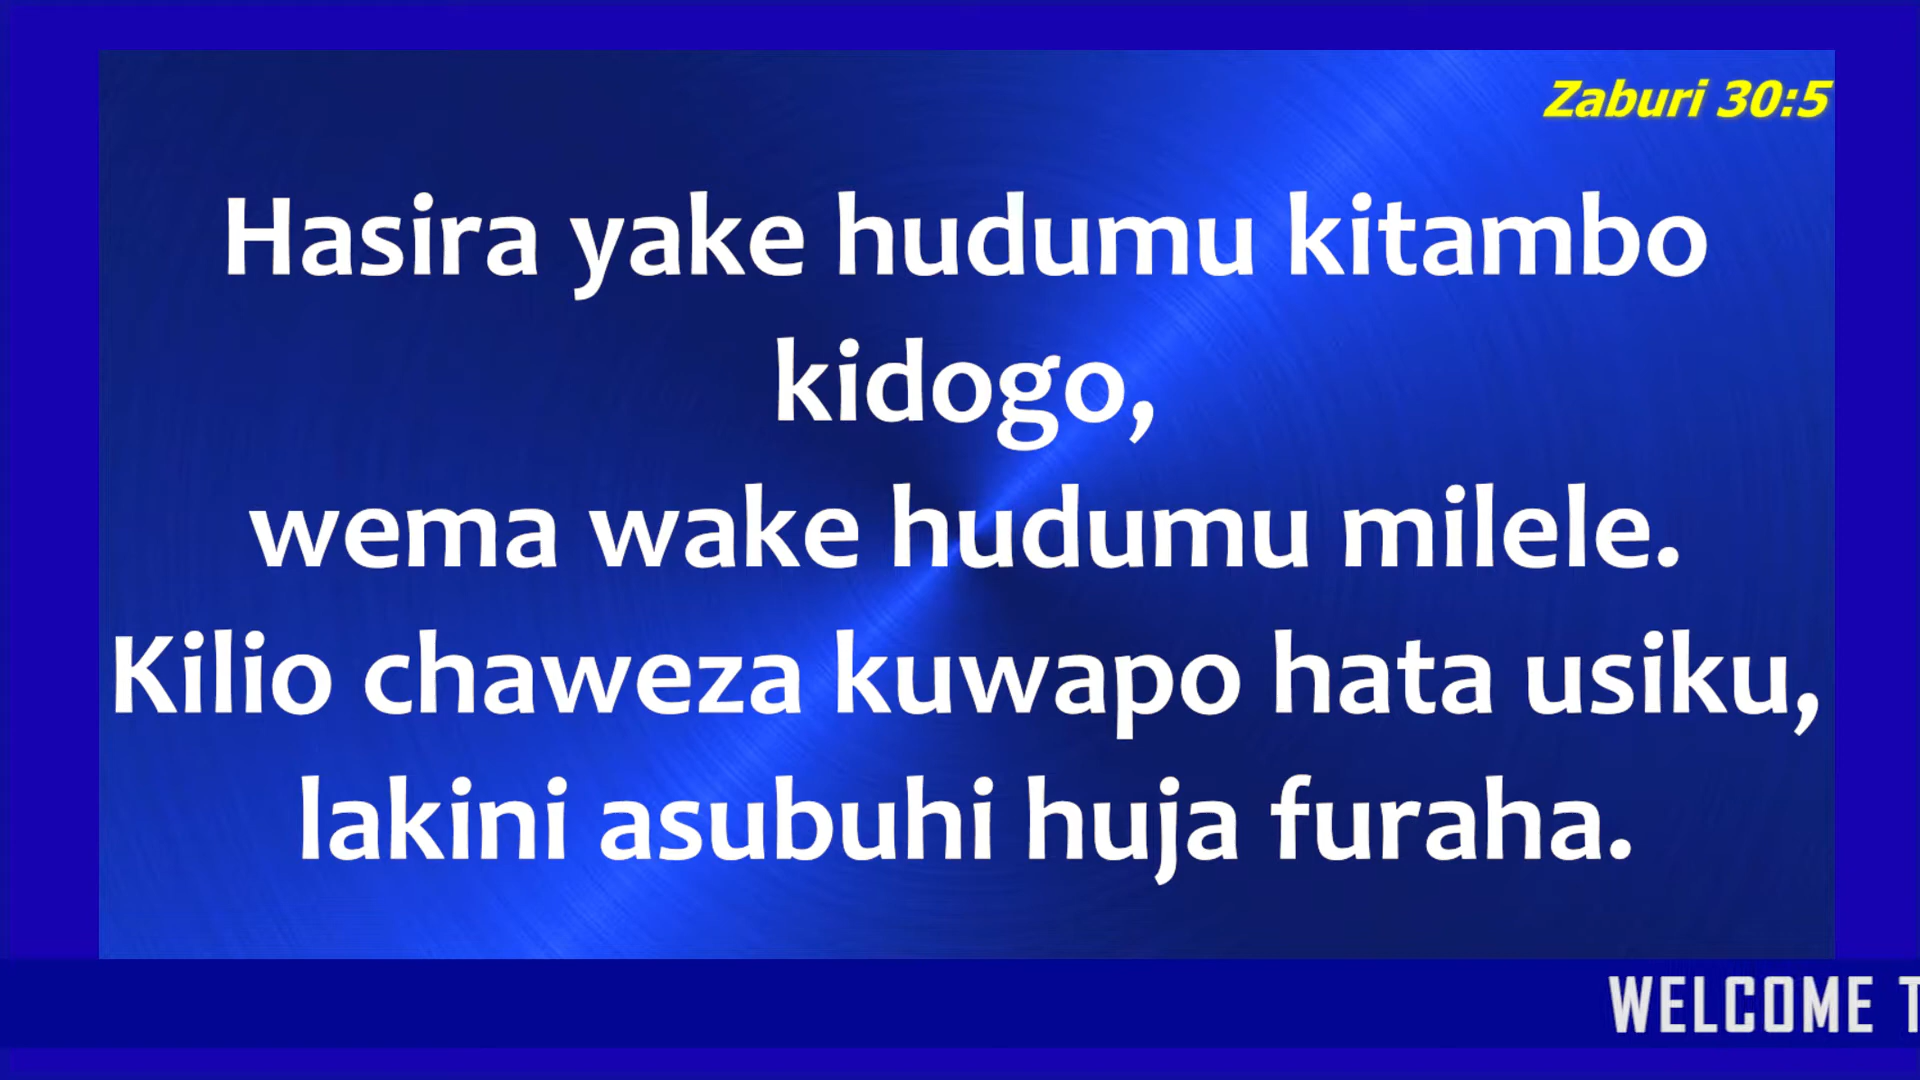 Zaburi 30:5
Hasira yake hudumu kitambo
kidogo,
wema wake hudumu milele.
Kilio chaweza kuwapo hata usiku,
lakini asubuhi huja furaha.
WELCOME T